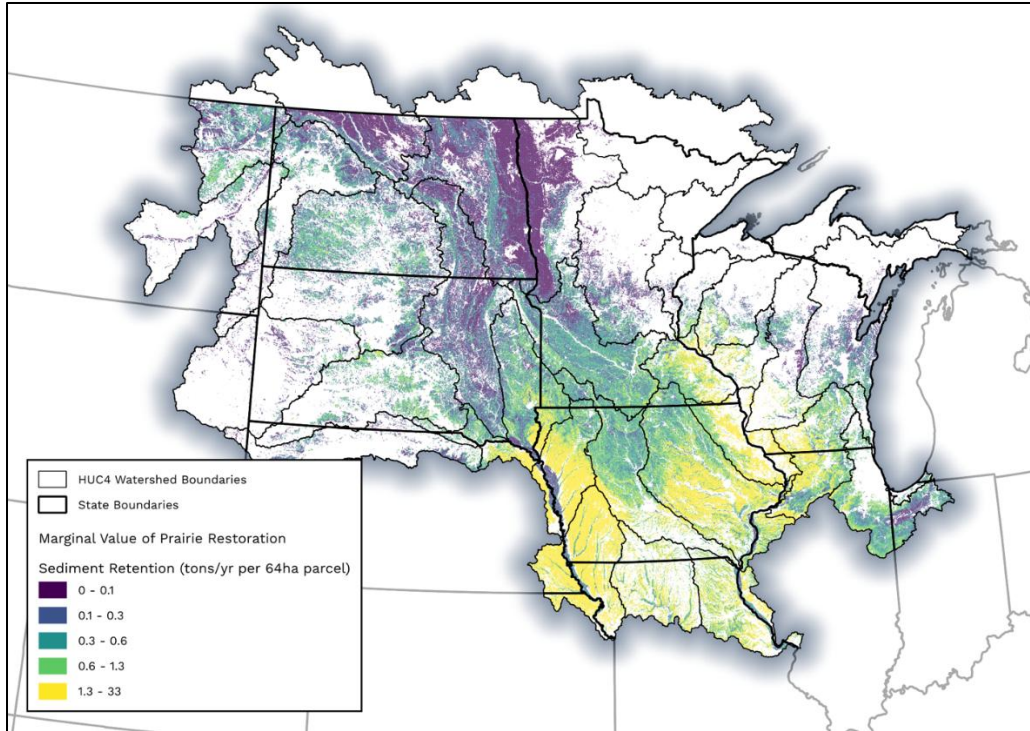 HUC4 Watershed Boundaries
State Boundaries
Marginal Value of Prairie Restoration
Sediment Retention (tons/yr per 64ha parcel)
0 - 0.1
0.1 - 0.3
0.3 - 0.6
0.6 - 1.3
1.3 - 33